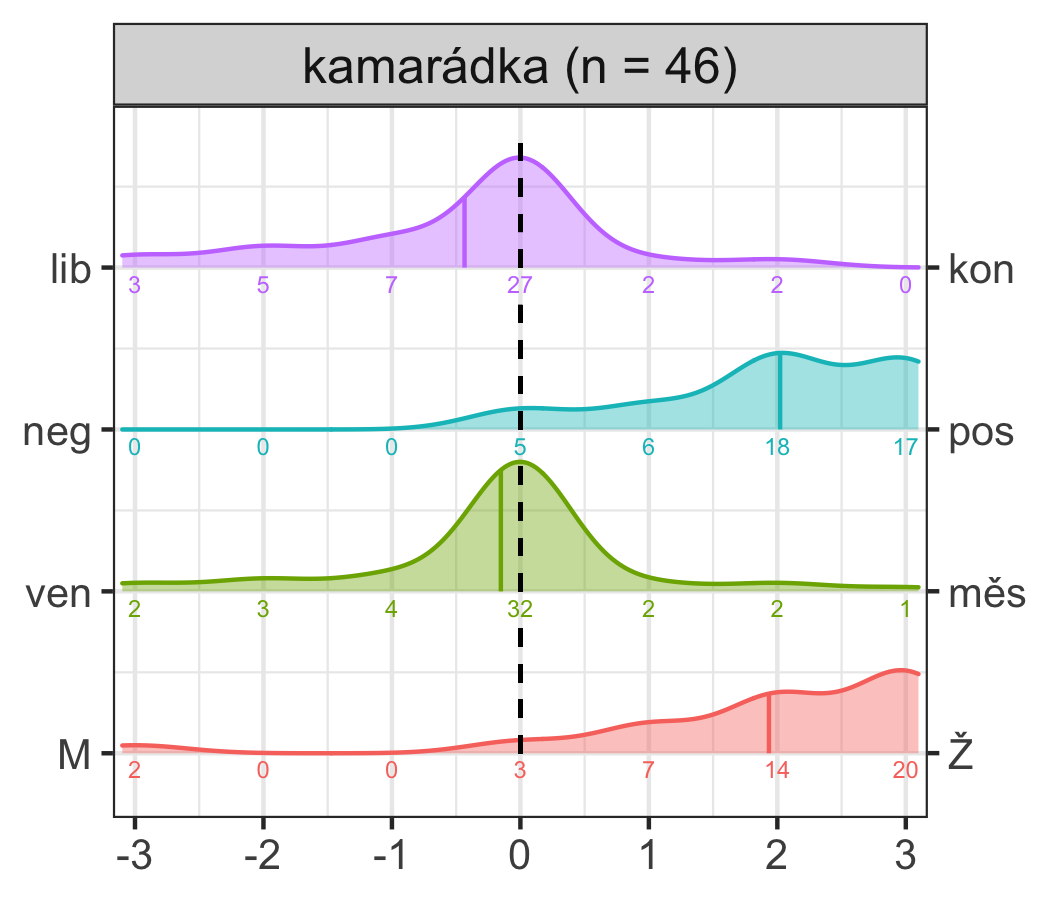 kamarádka (n = 46)
lib kon
3 5 7 27 2 2 0
neg pos
0 0 0 5 6 18 17
ven měs
2 3 4 32 2 2 1
M Ž
2 0 0 3 7 14 20
-3 -2 -1 0 1 2 3